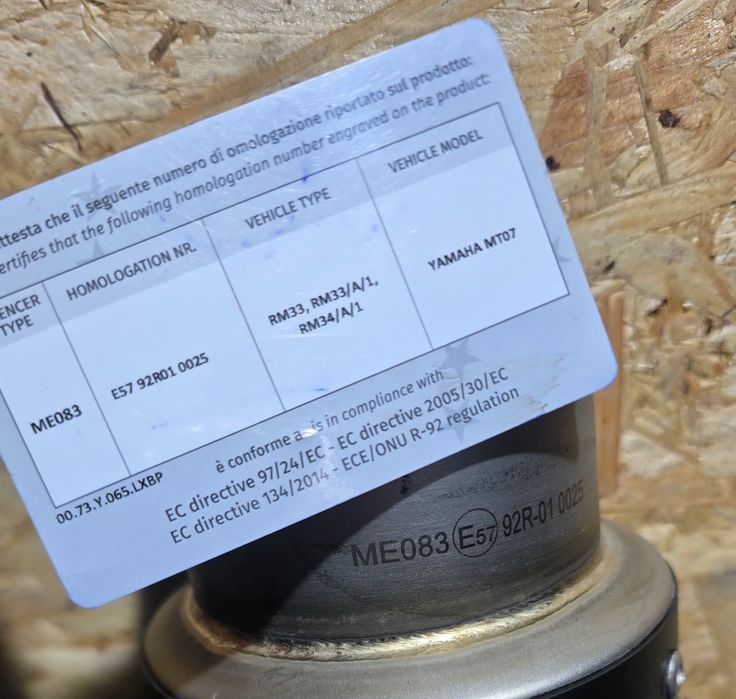 ttesta che il seguente numero di omologazione riportato sul prodotto:
ertifies that the following homologation number engraved on the product:
ENCER TYPE
HOMOLOGATION NR.
VEHICLE TYPE
VEHICLE MODEL
ME083
E57 92R01 0025
RM33, RM33/A/1,
RM34/A/1
YAMAHA MT07
00.73.Y.065.LXBP
è conforme a is in compliance with
EC directive 97/24/EC - EC directive 2005/30/EC
EC directive 134/2014 - ECE/ONU R-92 regulation
ME083 E57 92R-01 0025